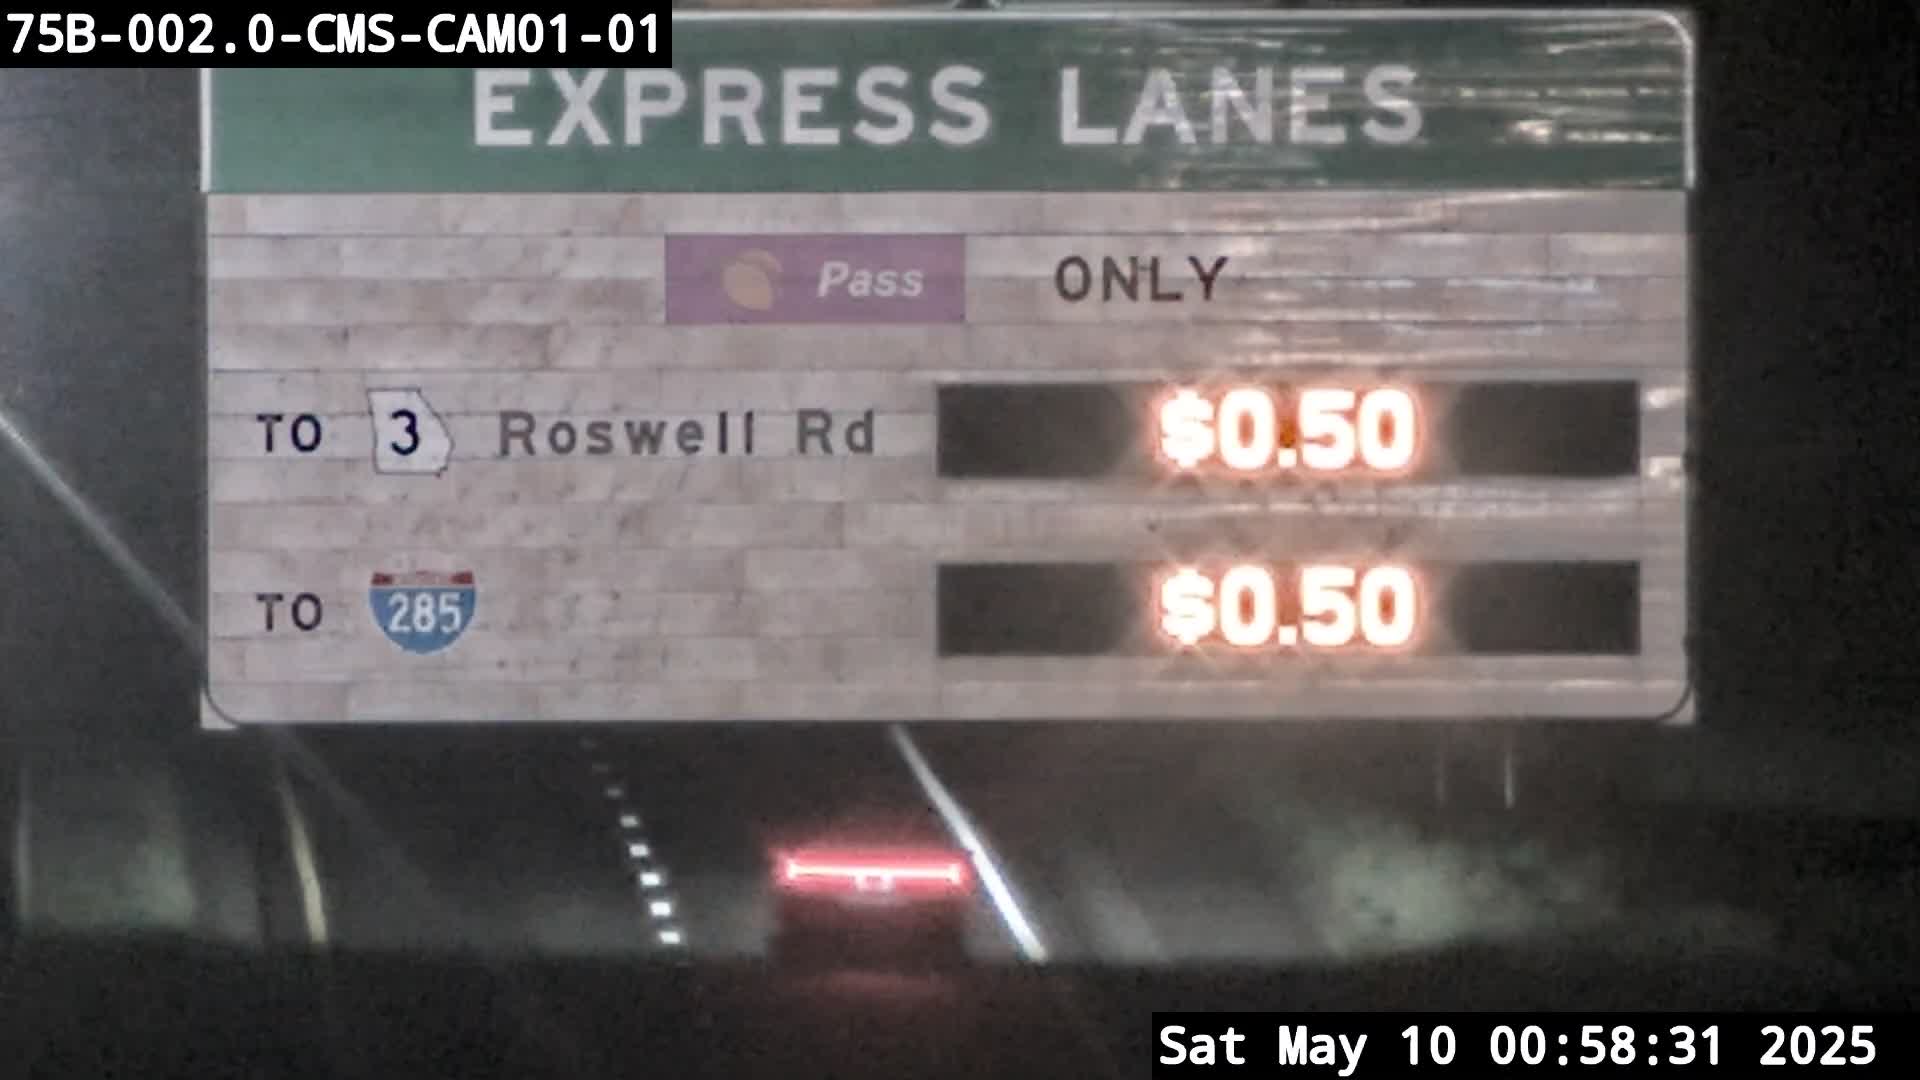 75B-002.0-CMS-CAM01-01
EXPRESS LANES
Pass ONLY
TO 3 Roswell Rd $0.50
TO 285 $0.50
Sat May 10 00:58:31 2025